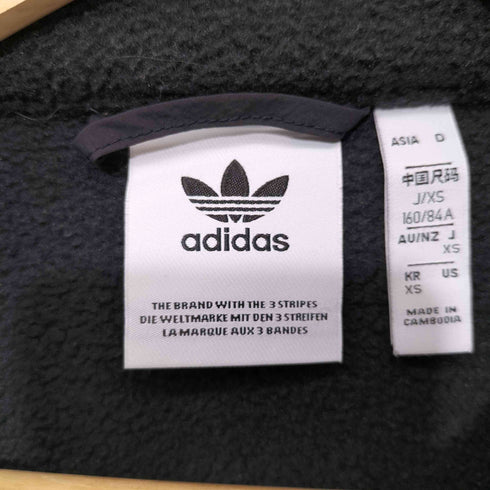 adidas
THE BRAND WITH THE 3 STRIPES
DIE WELTMARKE MIT DEN 3 STREIFEN
LA MARQUE AUX 3 BANDES
ASIA D
中国尺码
J/XS
160/84A
AU/NZ J
XS
KR US
XS
MADE IN
CAMBODIA